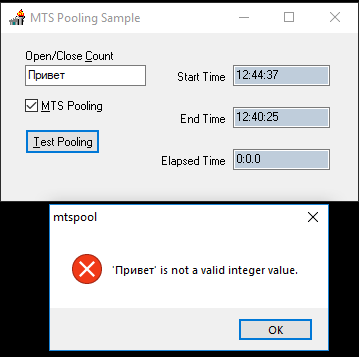 MTS Pooling Sample
Open/Close Count
Привет
MTS Pooling
Test Pooling
Start Time 12:44:37
End Time 12:40:25
Elapsed Time 0:0.0
mtspool
'Привет' is not a valid integer value.
OK